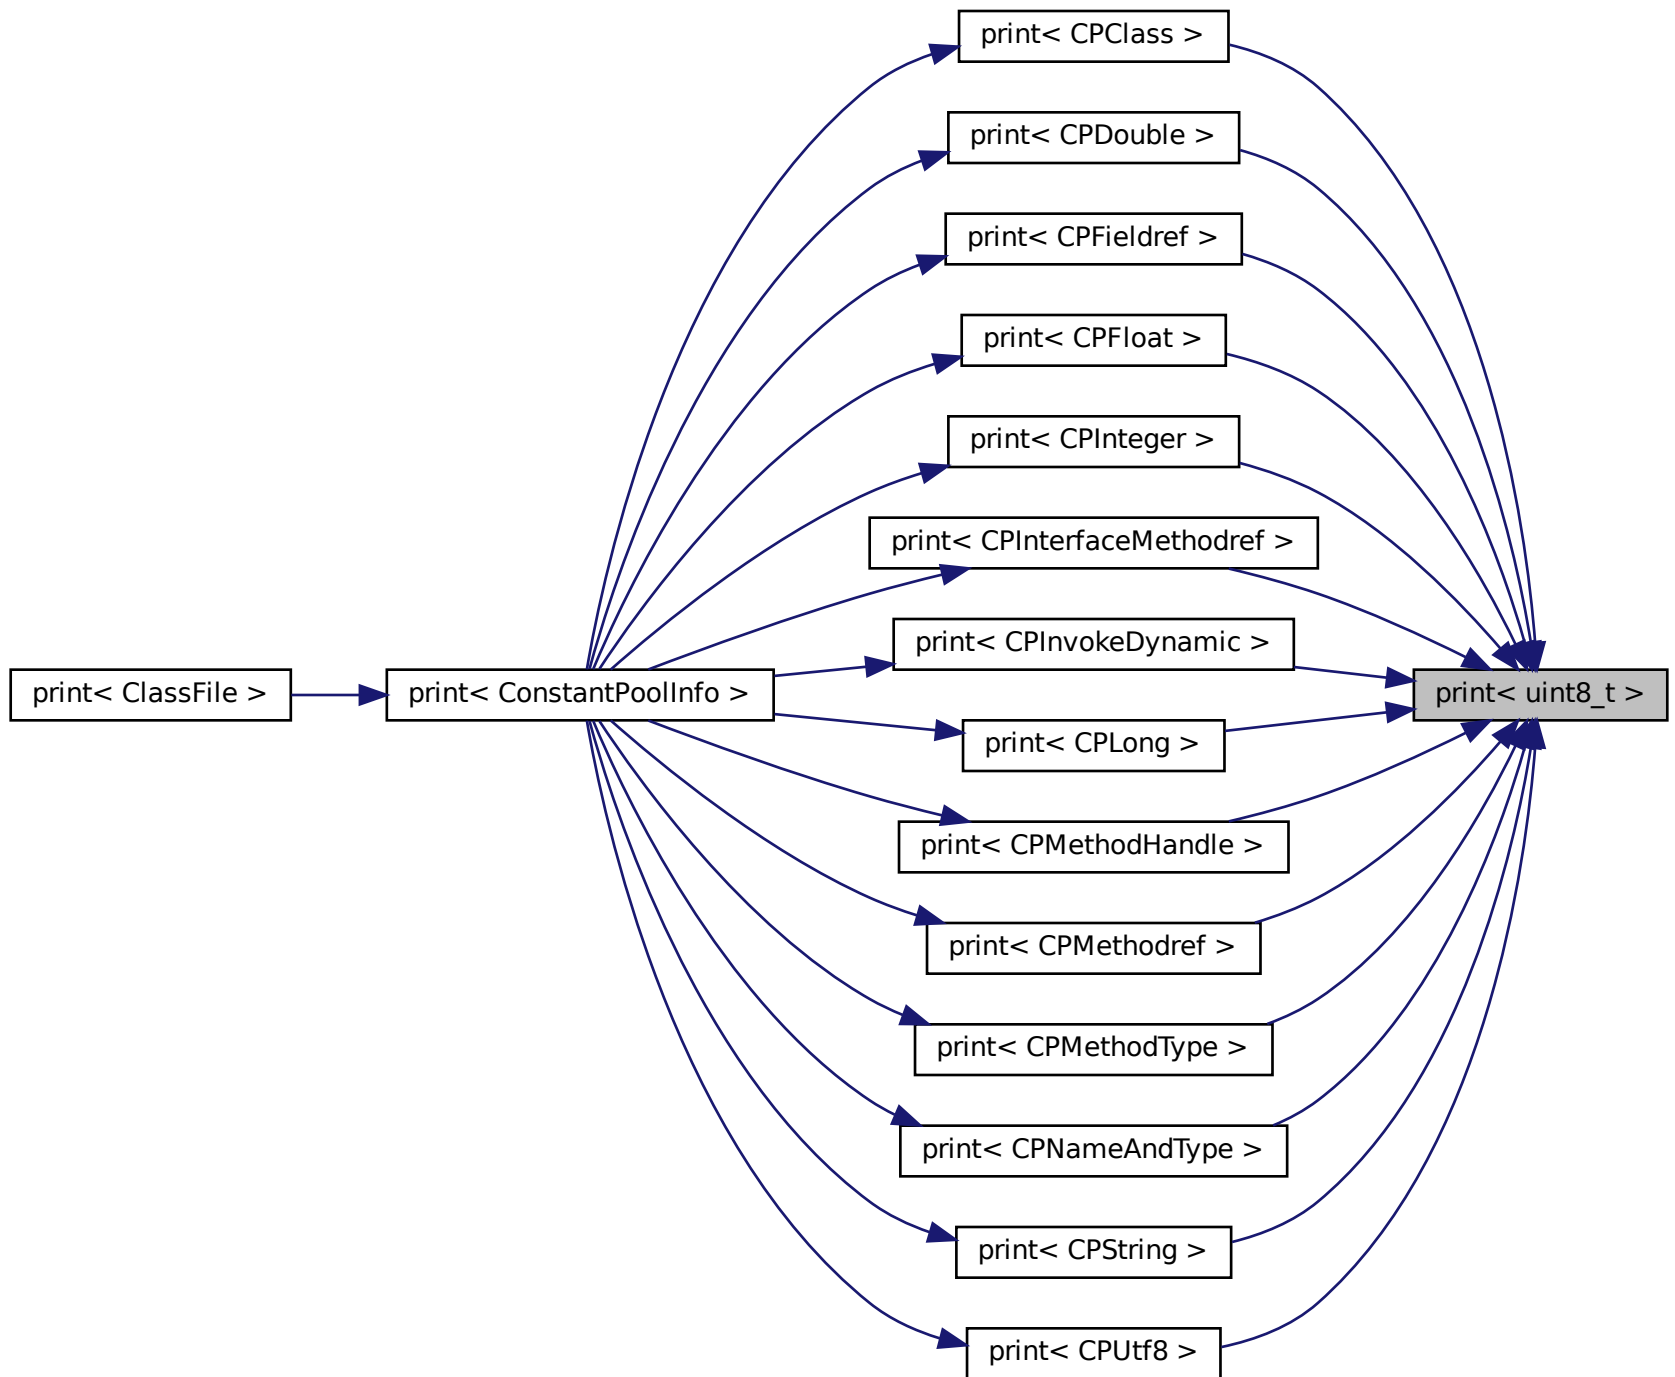 print< CPClass >
print< CPDouble >
print< CPFieldref >
print< CPFloat >
print< CPInteger >
print< CPInterfaceMethodref >
print< CPInvokeDynamic >
print< ClassFile >
print< ConstantPoolInfo >
print< uint8_t >
print< CPLong >
print< CPMethodHandle >
print< CPMethodref >
print< CPMethodType >
print< CPNameAndType >
print< CPString >
print< CPUtf8 >